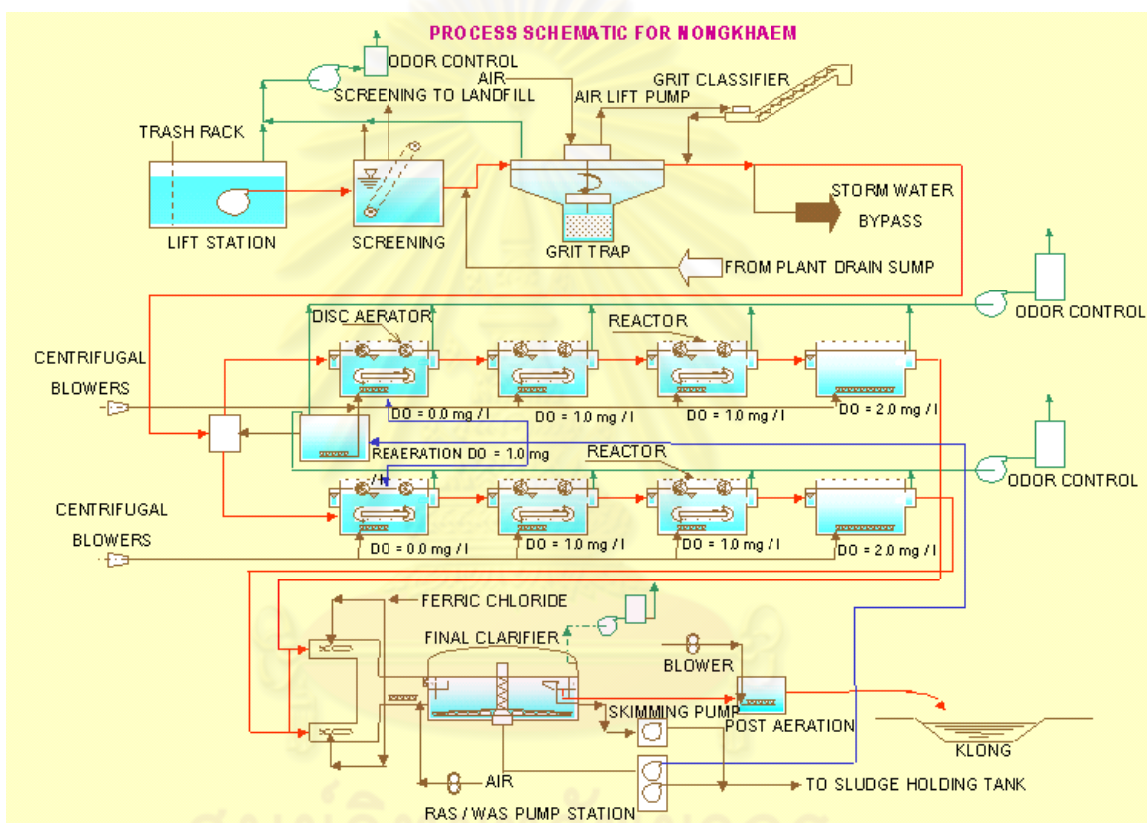 PROCESS SCHEMATIC FOR NONGKHAEM
ODOR CONTROL
AIR
GRIT CLASSIFIER
SCREENING TO LANDFILL
AIR LIFT PUMP
TRASH RACK
STORM WATER
BYPASS
LIFT STATION
SCREENING
GRIT TRAP
FROM PLANT DRAIN SUMP
DISC AERATOR
REACTOR
ODOR CONTROL
CENTRIFUGAL
BLOWERS
DO = 0.0 mg / l
DO = 1.0 mg / l
DO = 1.0 mg / l
DO = 2.0 mg / l
REAERATION DO = 1.0 mg
/ l
REACTOR
ODOR CONTROL
CENTRIFUGAL
BLOWERS
DO = 0.0 mg / l
DO = 1.0 mg / l
DO = 1.0 mg / l
DO = 2.0 mg / l
FERRIC CHLORIDE
FINAL CLARIFIER
BLOWER
SKIMMING PUMP
POST AERATION
KLONG
AIR
TO SLUDGE HOLDING TANK
RAS / WAS PUMP STATION